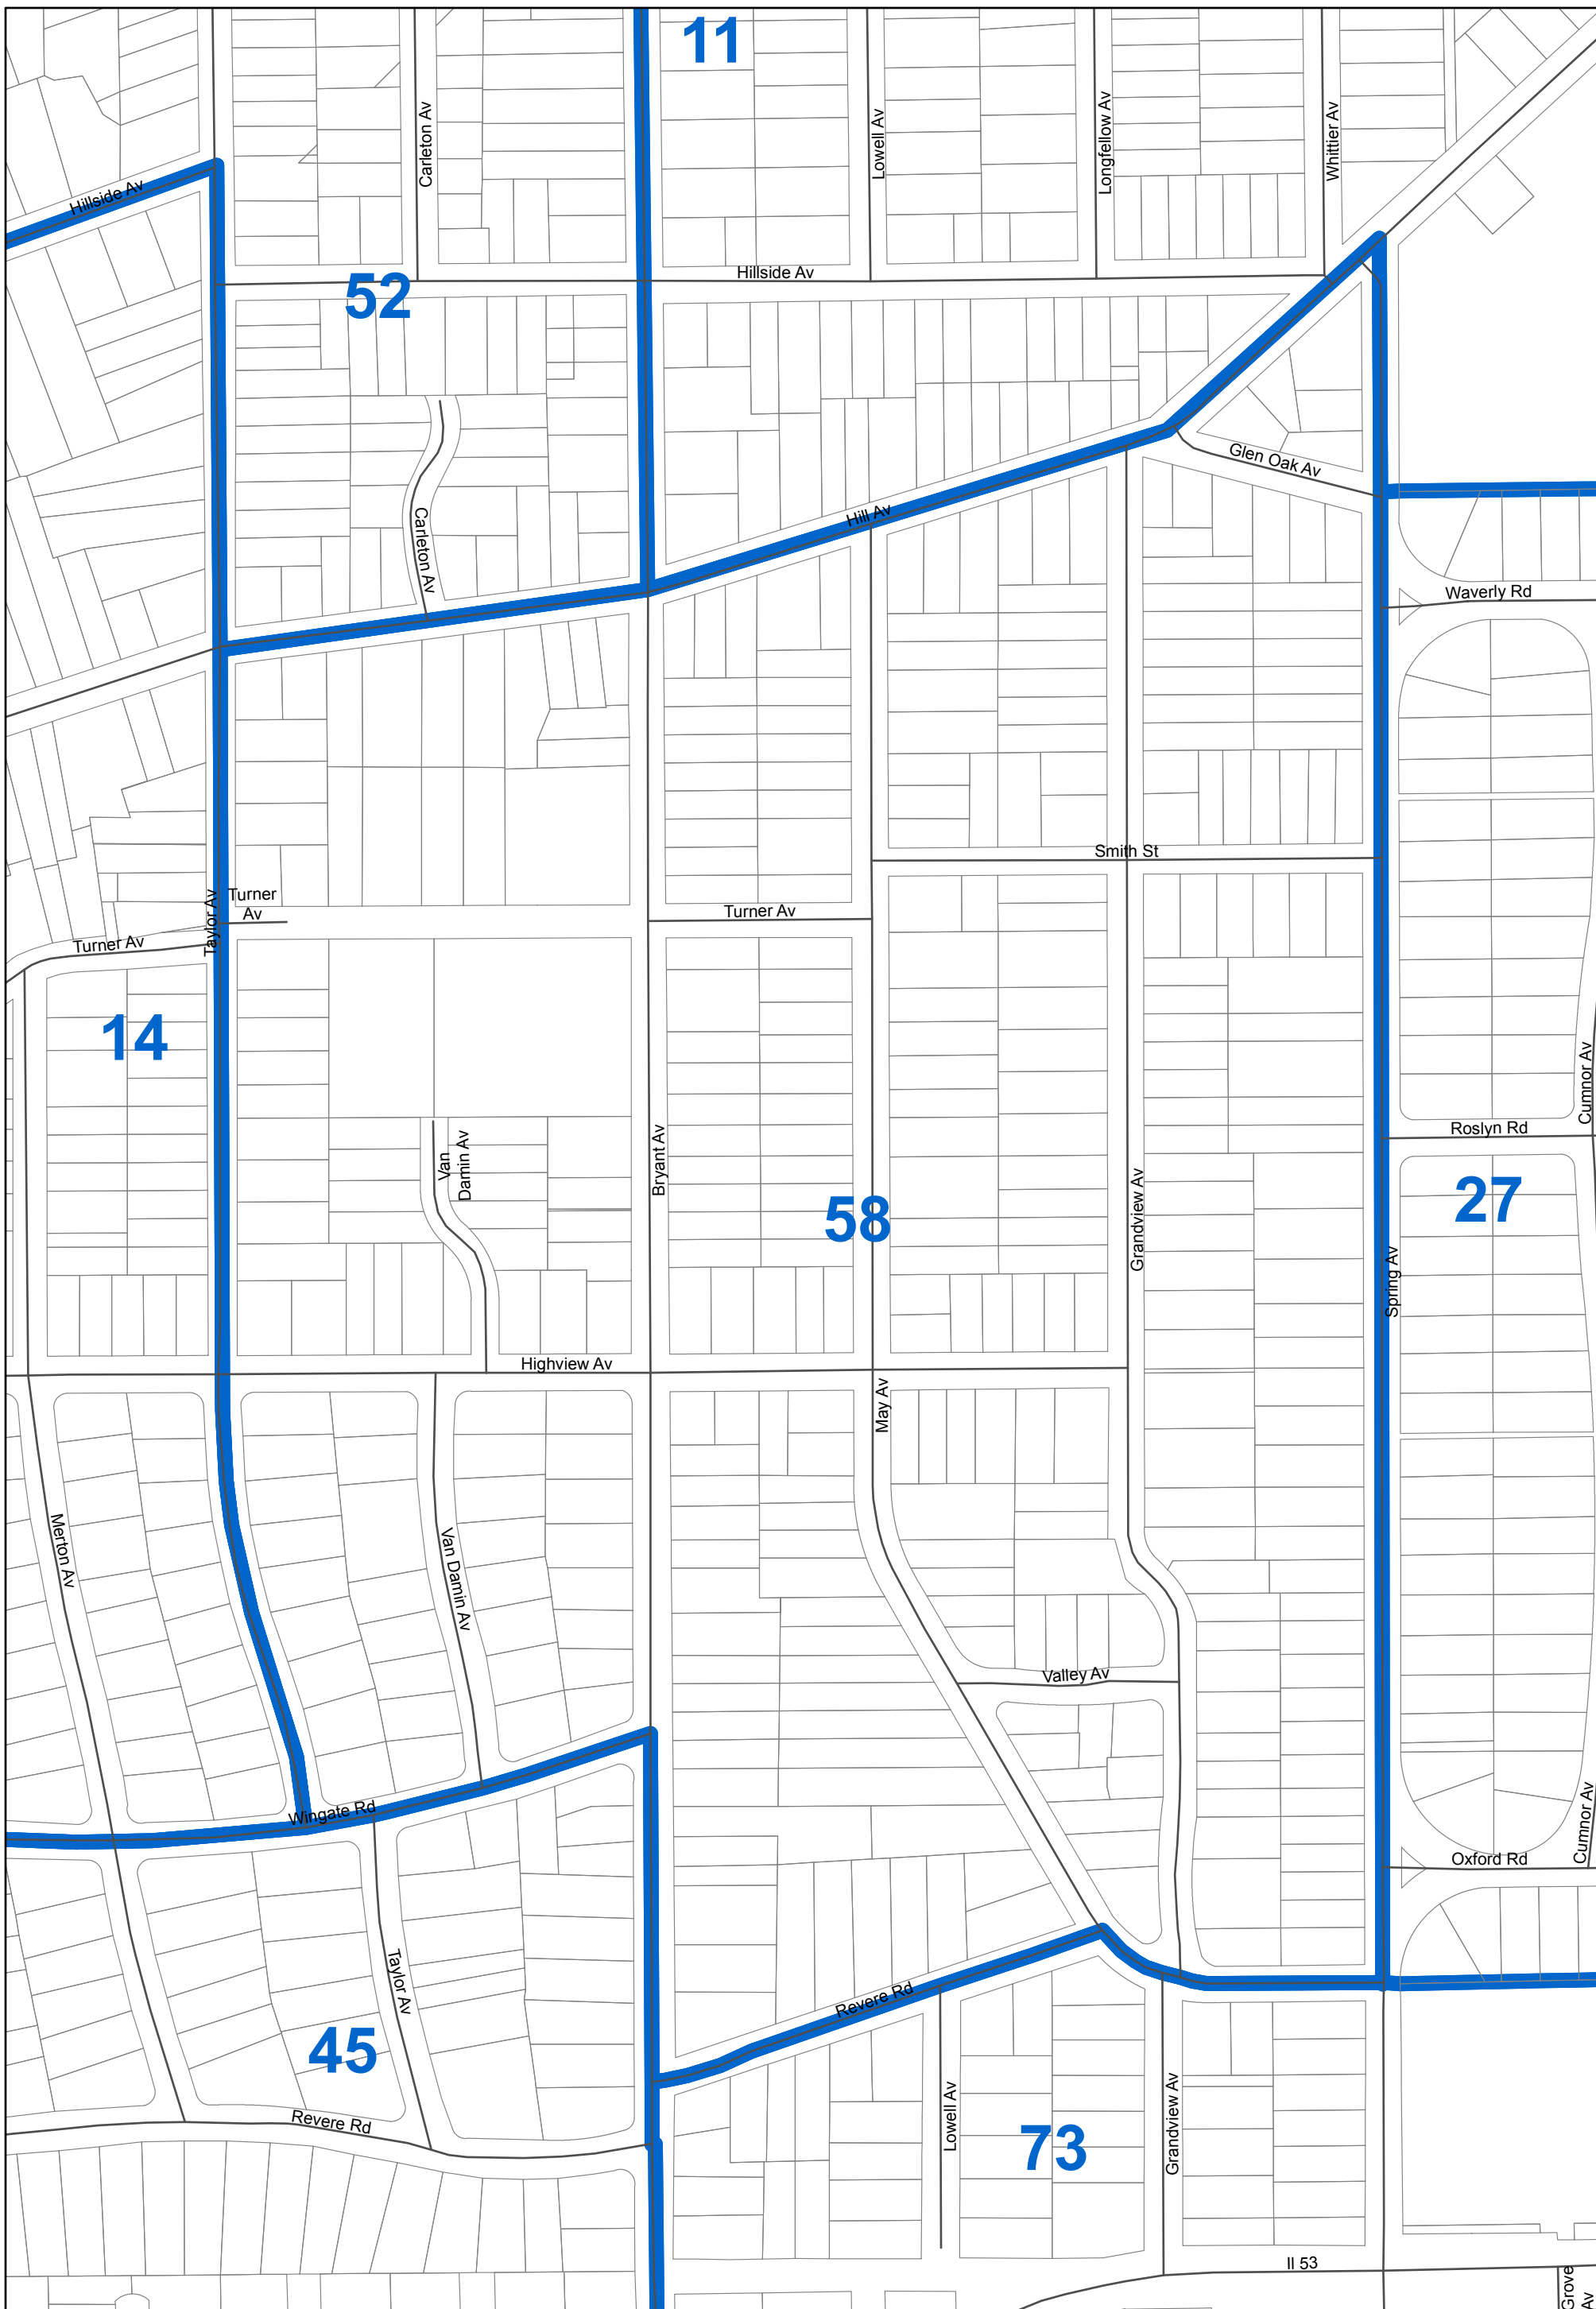 11
Carleton Av
Lowell Av
Longfellow Av
Whittier Av
Hillside Av
Hillside Av
52
Glen Oak Av
Hill Av
Carleton Av
Waverly Rd
Smith St
Turner
Av
Taylor Av
Turner Av
Turner Av
14
Cumnor Av
Roslyn Rd
Van
Damin Av
Bryant Av
Grandview Av
58
27
Spring Av
Highview Av
May Av
Merton Av
Van Damin Av
Valley Av
Wingate Rd
Cumnor Av
Oxford Rd
Taylor Av
Revere Rd
45
Revere Rd
Lowell Av
Grandview Av
73
Il 53
Grove
Av